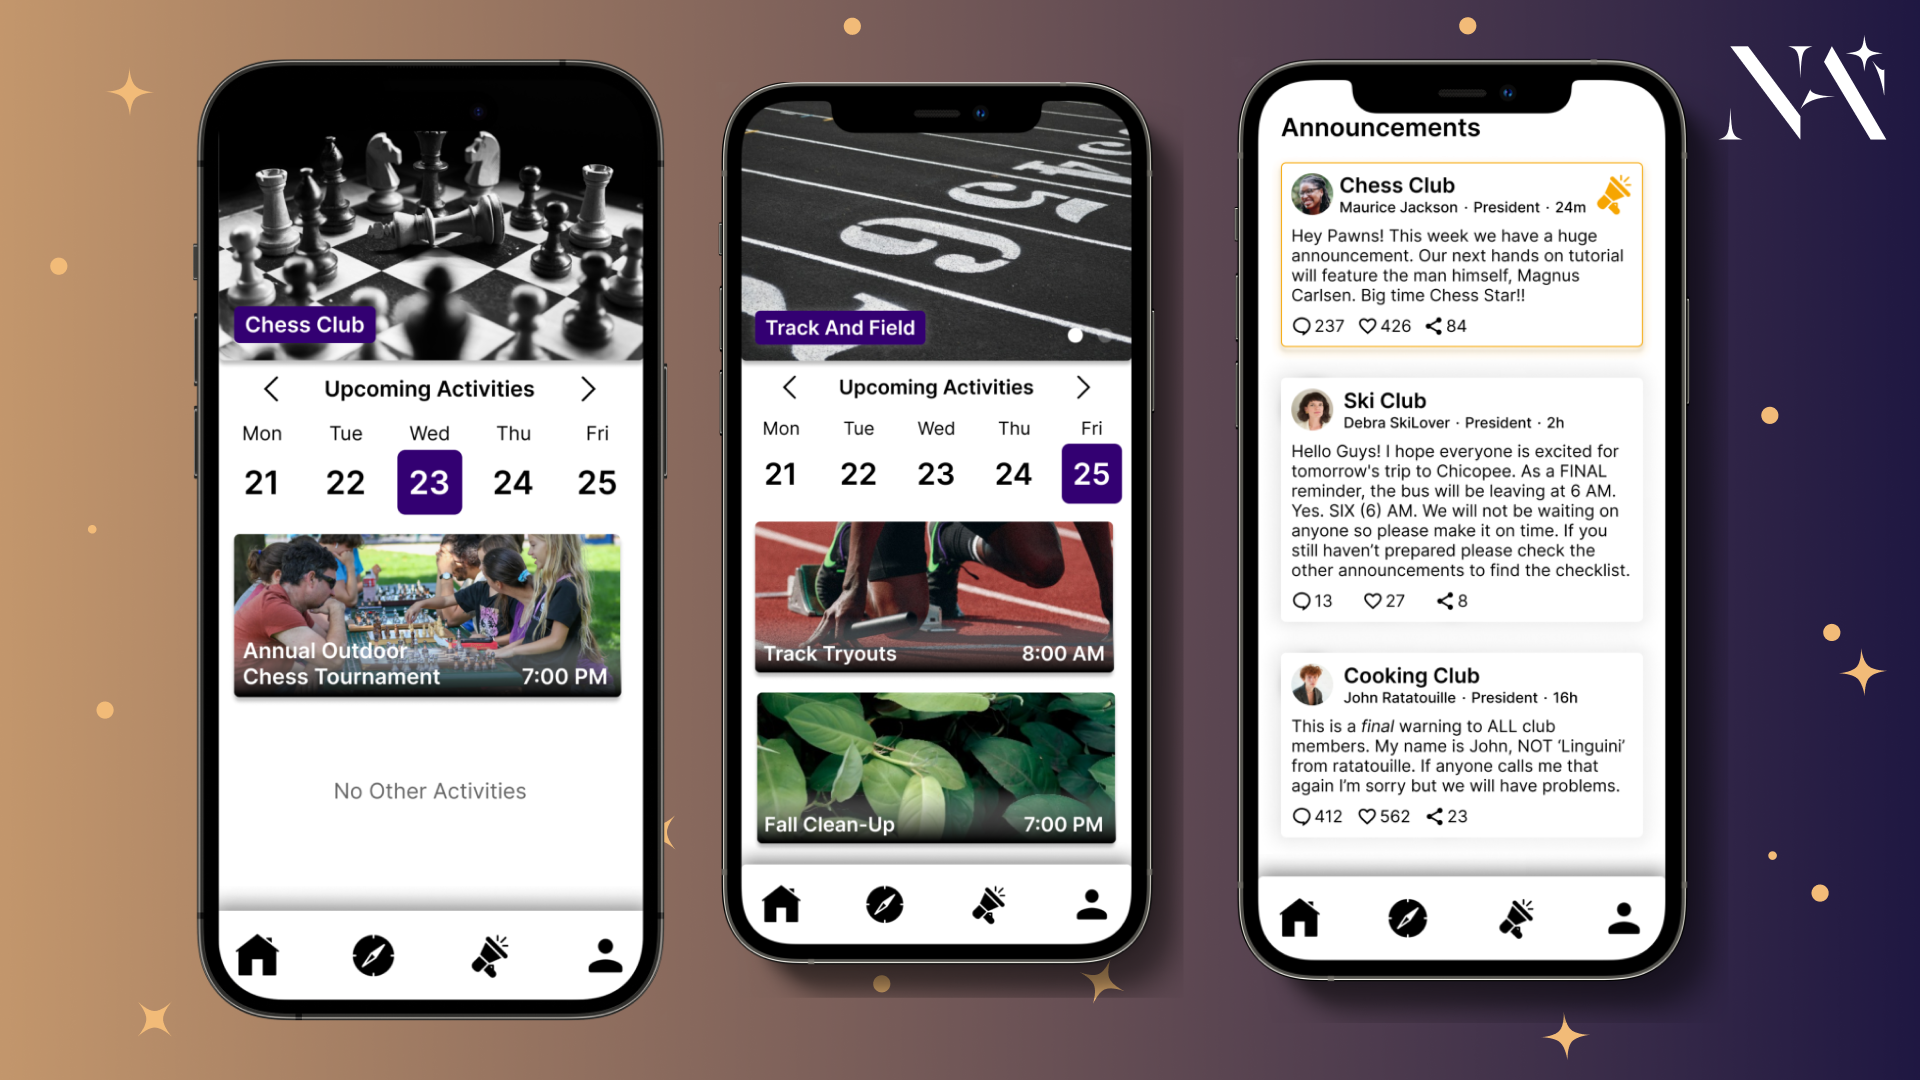 Chess Club
Upcoming Activities
Mon Tue Wed Thu Fri
21 22 23 24 25
Annual Outdoor
Chess Tournament 7:00 PM
No Other Activities
Track And Field
Upcoming Activities
Mon Tue Wed Thu Fri
21 22 23 24 25
Track Tryouts 8:00 AM
Fall Clean-Up 7:00 PM
Announcements
Chess Club
Maurice Jackson · President · 24m
Hey Pawns! This week we have a huge
announcement. Our next hands on tutorial
will feature the man himself, Magnus
Carlsen. Big time Chess Star!!
237 426 84
Ski Club
Debra SkiLover · President · 2h
Hello Guys! I hope everyone is excited for
tomorrow's trip to Chicopee. As a FINAL
reminder, the bus will be leaving at 6 AM.
Yes. SIX (6) AM. We will not be waiting on
anyone so please make it on time. If you
still haven’t prepared please check the
other announcements to find the checklist.
13 27 8
Cooking Club
John Ratatouille · President · 16h
This is a final warning to ALL club
members. My name is John, NOT ‘Linguini’
from ratatouille. If anyone calls me that
again I’m sorry but we will have problems.
412 562 23
NA